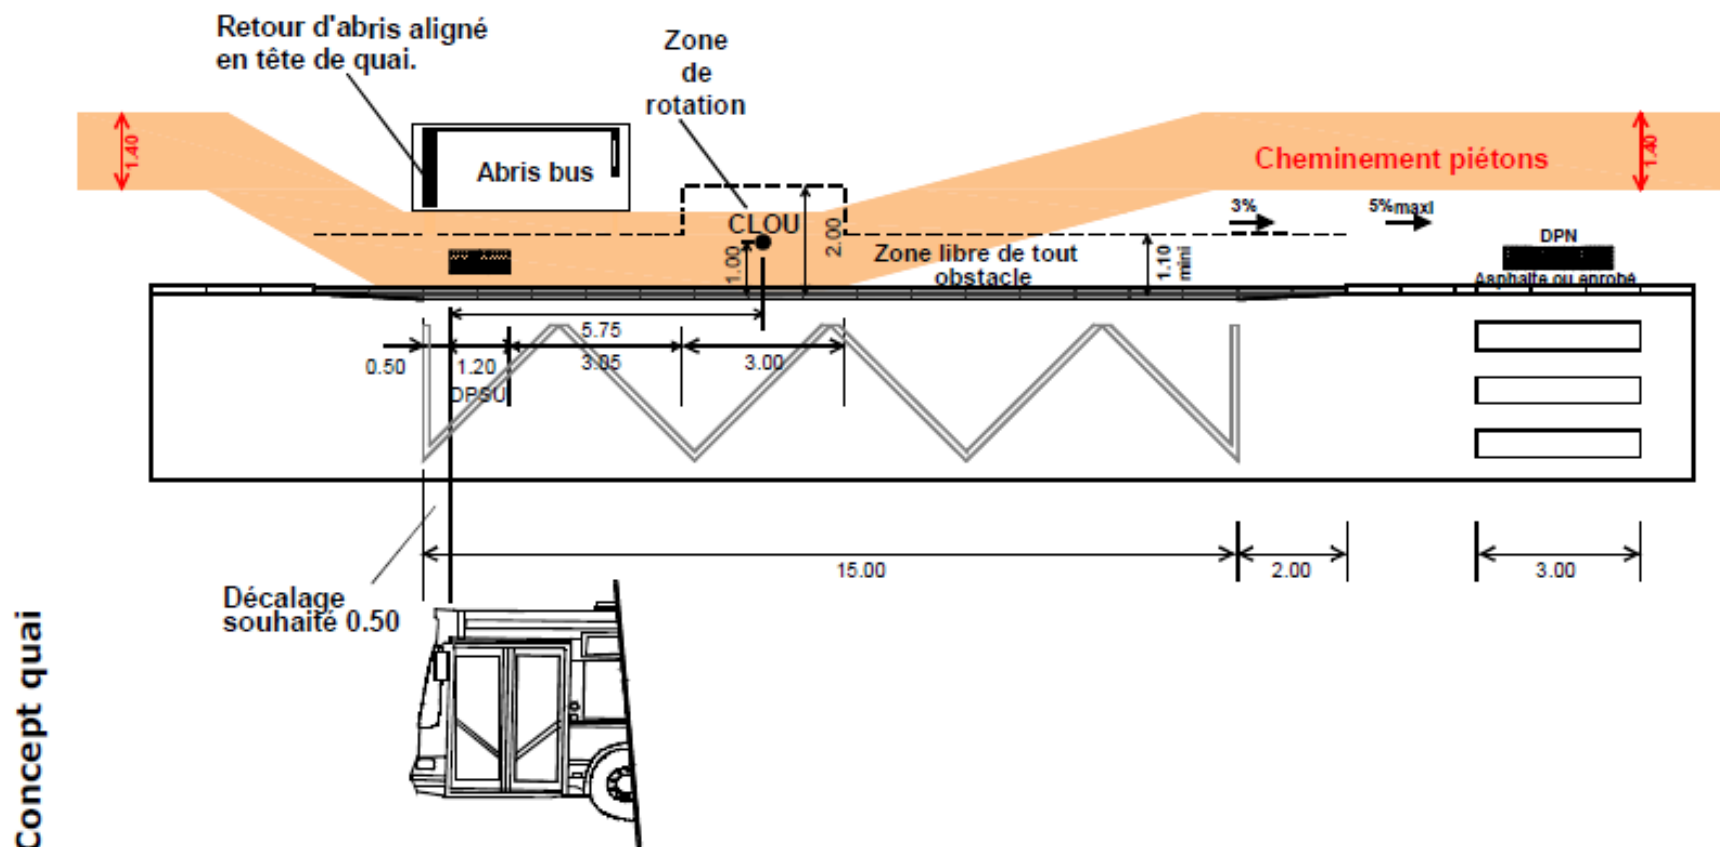 Retour d'abris aligné
en tête de quai.
Zone
de
rotation
1.40
Abris bus
Cheminement piétons
1.40
CLOU
2.00
1.00
Zone libre de tout
obstacle
1.10
mini
3%
5%maxi
DPN
Asphalte ou enrobé
5.75
0.50
1.20
3.05
3.00
DPSU
15.00
2.00
3.00
Décalage
souhaité 0.50
Concept quai